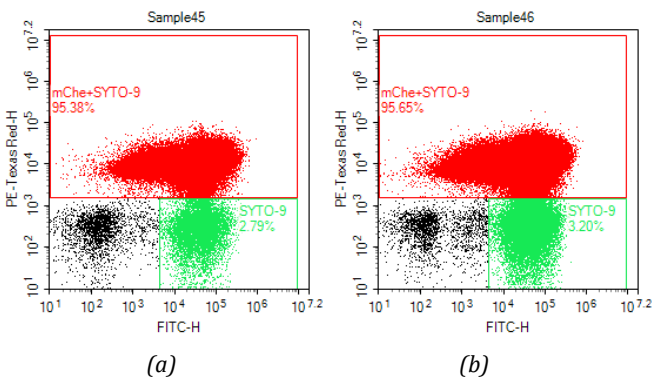 Sample45
PE-Texas Red-H
10^7.2
10^6
10^5
10^4
10^3
10^2
10^1
mChe+SYTO-9
95.38%
SYTO-9
2.79%
10^1 10^2 10^3 10^4 10^5 10^6 10^7.2
FITC-H
(a)
Sample46
PE-Texas Red-H
10^7.2
10^6
10^5
10^4
10^3
10^2
10^1
mChe+SYTO-9
95.65%
SYTO-9
3.20%
10^1 10^2 10^3 10^4 10^5 10^6 10^7.2
FITC-H
(b)